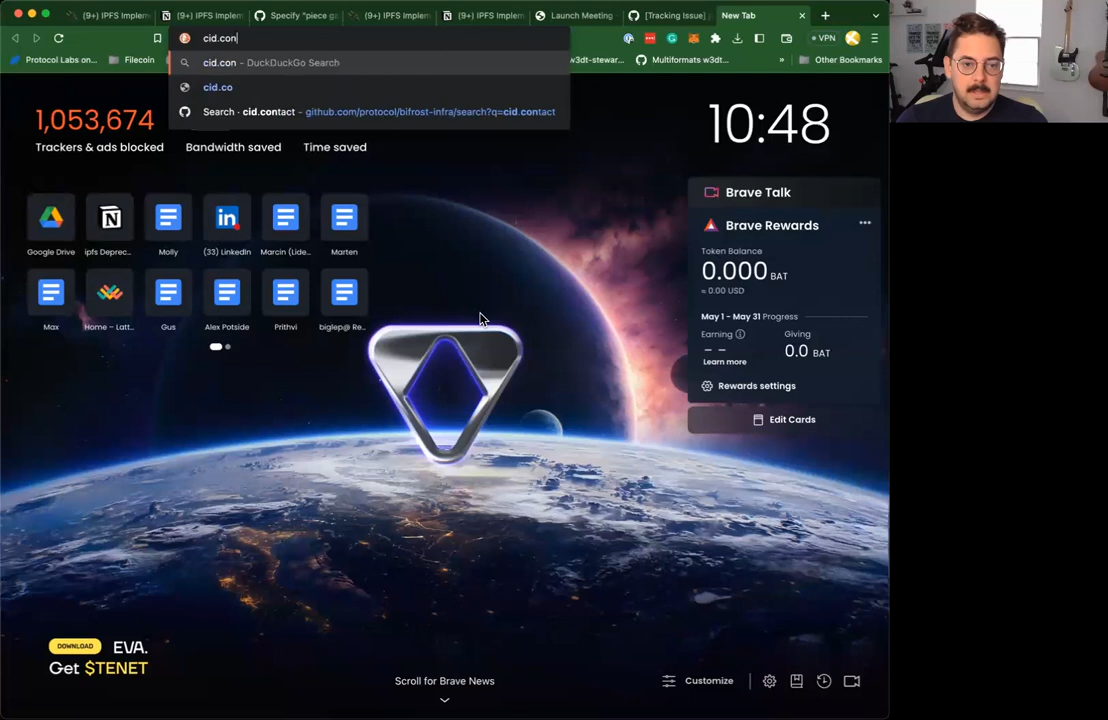 (9+) IPFS Implem
(9+) IPFS Implem
Specify "piece ga
(9+) IPFS Implem
(9+) IPFS Implem
Launch Meeting
[Tracking Issue]
New Tab
cid.con
VPN
Protocol Labs on...
Filecoin
w3dt-stewar...
Multiformats w3dt...
»
Other Bookmarks
cid.con – DuckDuckGo Search
cid.co
Search · cid.contact – github.com/protocol/bifrost-infra/search?q=cid.contact
1,053,674
Trackers & ads blocked
Bandwidth saved
Time saved
10:48
Google Drive
ipfs Deprec...
Molly
(33) LinkedIn
Marcin (Lide...
Marten
Max
Home – Latt...
Gus
Alex Potside
Prithvi
biglep@ Re...
Brave Talk
Brave Rewards
Token Balance
0.000 BAT
≈ 0.00 USD
May 1 - May 31 Progress
Earning
Giving
– –
0.0 BAT
Learn more
Rewards settings
Edit Cards
DOWNLOAD
EVA.
Get $TENET
Scroll for Brave News
Customize